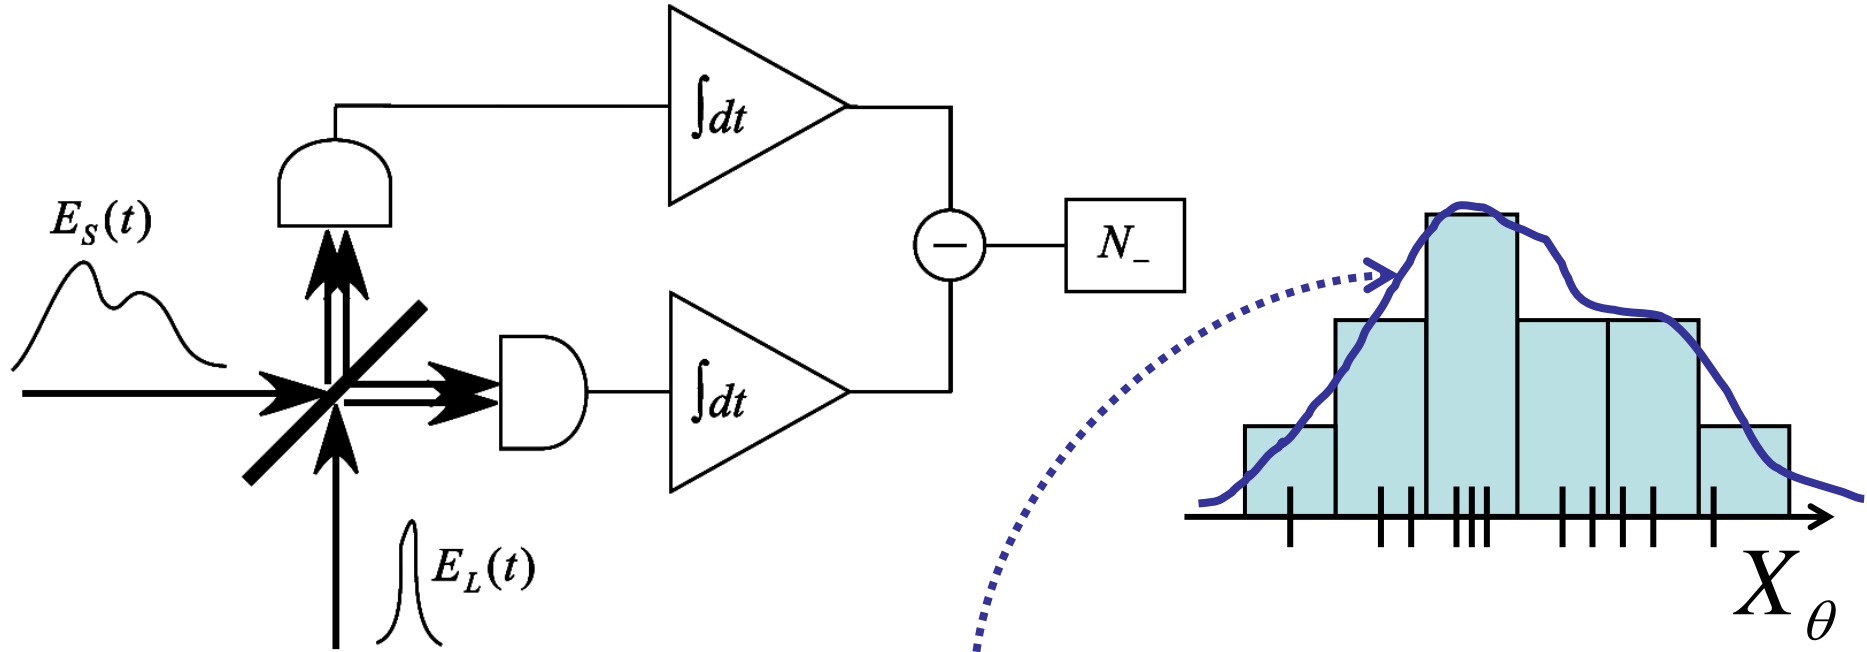 E_S(t)
∫dt
N_−
∫dt
E_L(t)
X_θ